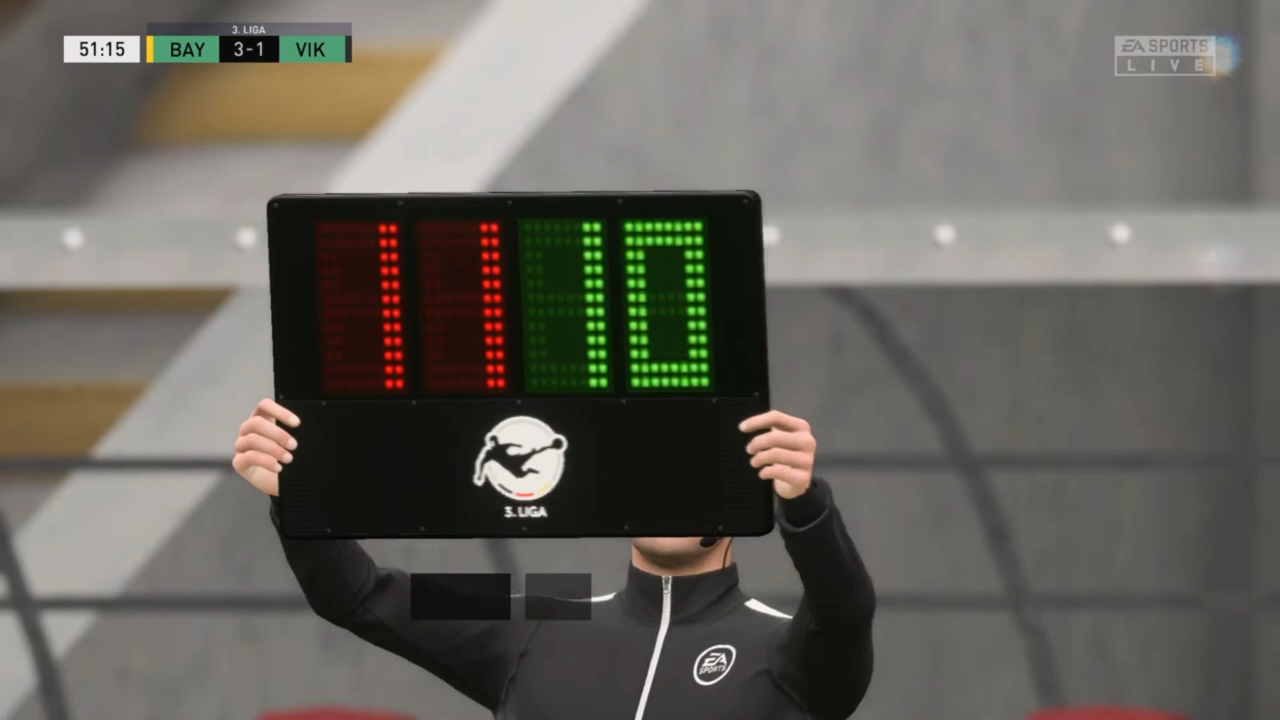 3. LIGA
51:15 BAY 3-1 VIK
EA SPORTS
LIVE
11 10
3. LIGA
EA
SPORTS